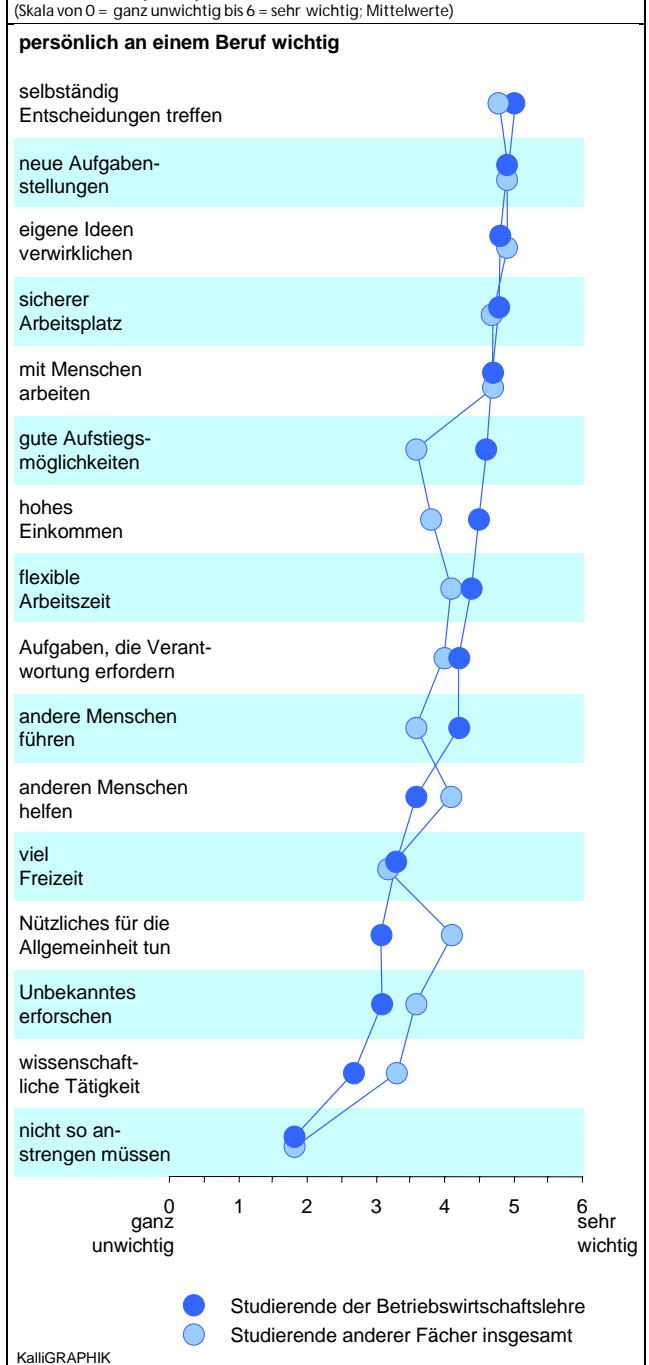 (Skala von 0 = ganz unwichtig bis 6 = sehr wichtig; Mittelwerte)
persönlich an einem Beruf wichtig
selbständig
Entscheidungen treffen
neue Aufgaben-
stellungen
eigene Ideen
verwirklichen
sicherer
Arbeitsplatz
mit Menschen
arbeiten
gute Aufstiegs-
möglichkeiten
hohes
Einkommen
flexible
Arbeitszeit
Aufgaben, die Verant-
wortung erfordern
andere Menschen
führen
anderen Menschen
helfen
viel
Freizeit
Nützliches für die
Allgemeinheit tun
Unbekanntes
erforschen
wissenschaft-
liche Tätigkeit
nicht so an-
strengen müssen
0 1 2 3 4 5 6
ganz sehr
unwichtig wichtig
Studierende der Betriebswirtschaftslehre
Studierende anderer Fächer insgesamt
KalliGRAPHIK